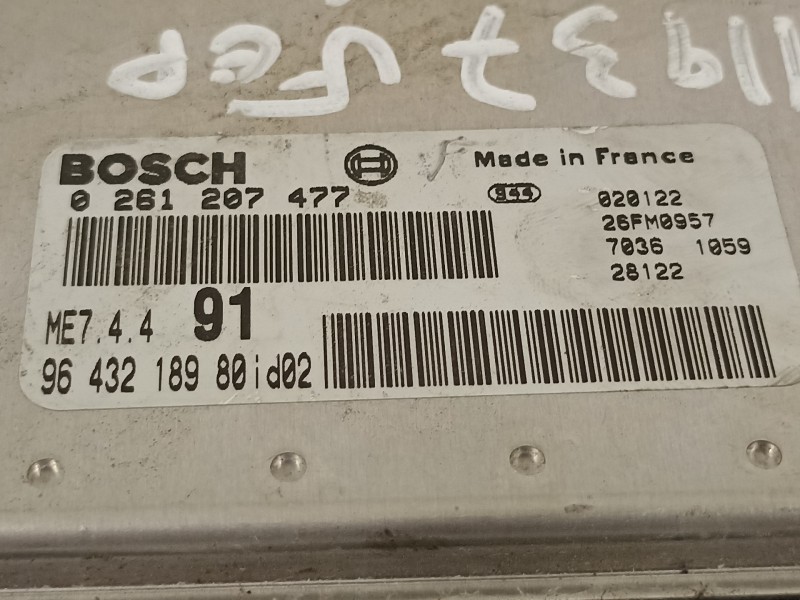 BOSCH
0 261 207 477
Made in France
944
020122
26FM0957
7036 1059
28122
ME7.4.4 91
96 432 189 80id02